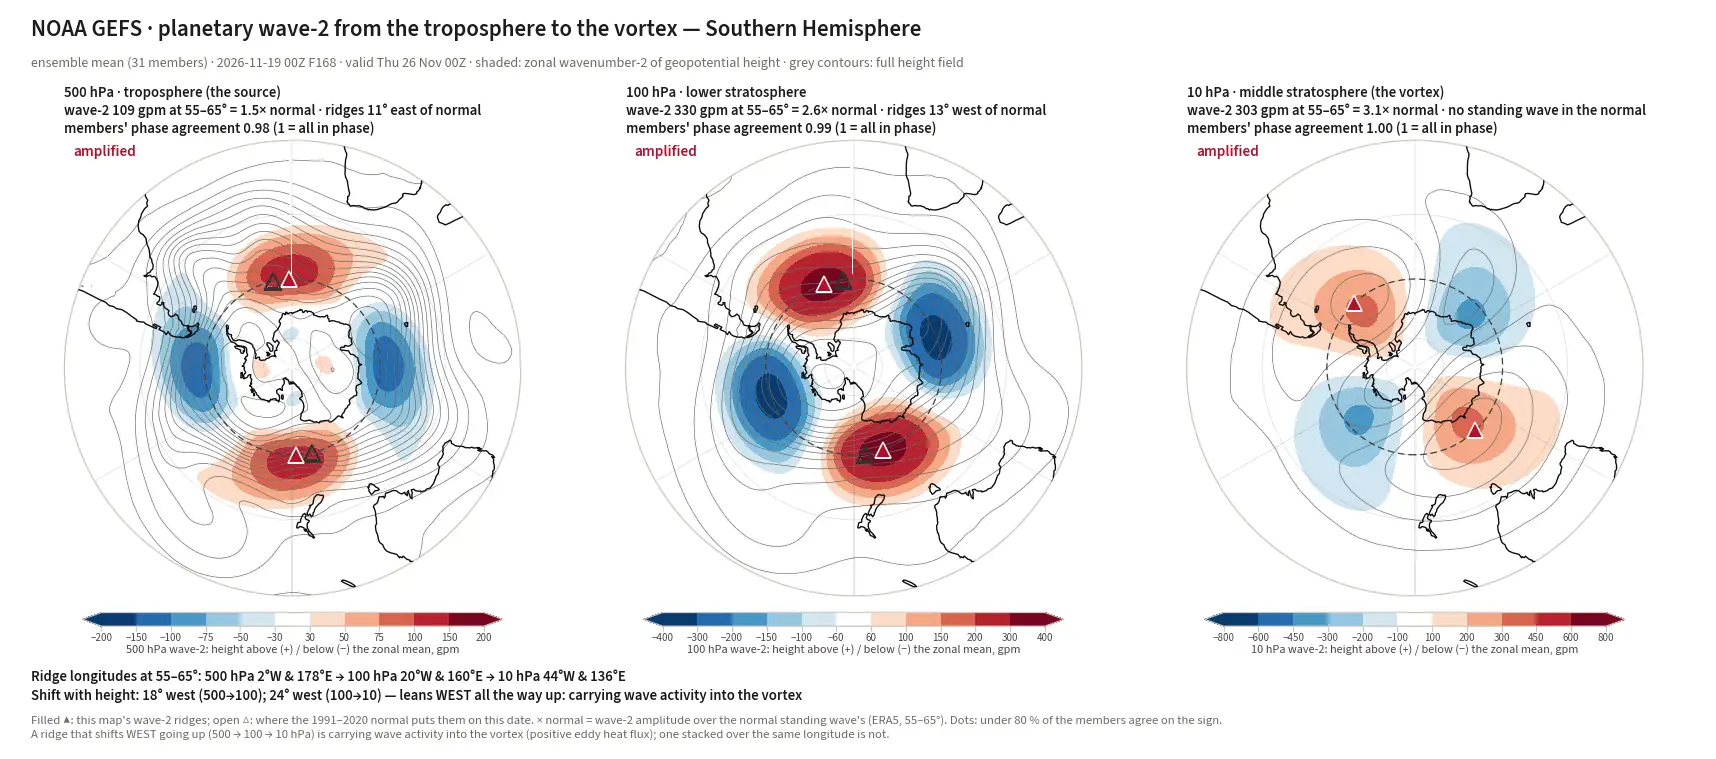 NOAA GEFS · planetary wave-2 from the troposphere to the vortex — Southern Hemisphere
ensemble mean (31 members) · 2026-11-19 00Z F168 · valid Thu 26 Nov 00Z · shaded: zonal wavenumber-2 of geopotential height · grey contours: full height field
500 hPa · troposphere (the source)
wave-2 109 gpm at 55–65° = 1.5× normal · ridges 11° east of normal
members' phase agreement 0.98 (1 = all in phase)
amplified
100 hPa · lower stratosphere
wave-2 330 gpm at 55–65° = 2.6× normal · ridges 13° west of normal
members' phase agreement 0.99 (1 = all in phase)
amplified
10 hPa · middle stratosphere (the vortex)
wave-2 303 gpm at 55–65° = 3.1× normal · no standing wave in the normal
members' phase agreement 1.00 (1 = all in phase)
amplified
−200 −150 −100 −75 −50 −30 30 50 75 100 150 200
500 hPa wave-2: height above (+) / below (−) the zonal mean, gpm
−400 −300 −200 −150 −100 −60 60 100 150 200 300 400
100 hPa wave-2: height above (+) / below (−) the zonal mean, gpm
−800 −600 −450 −300 −200 −100 100 200 300 450 600 800
10 hPa wave-2: height above (+) / below (−) the zonal mean, gpm
Ridge longitudes at 55–65°: 500 hPa 2°W & 178°E → 100 hPa 20°W & 160°E → 10 hPa 44°W & 136°E
Shift with height: 18° west (500→100); 24° west (100→10) — leans WEST all the way up: carrying wave activity into the vortex
Filled ▲: this map's wave-2 ridges; open △: where the 1991–2020 normal puts them on this date. × normal = wave-2 amplitude over the normal standing wave's (ERA5, 55–65°). Dots: under 80 % of the members agree on the sign.
A ridge that shifts WEST going up (500 → 100 → 10 hPa) is carrying wave activity into the vortex (positive eddy heat flux); one stacked over the same longitude is not.